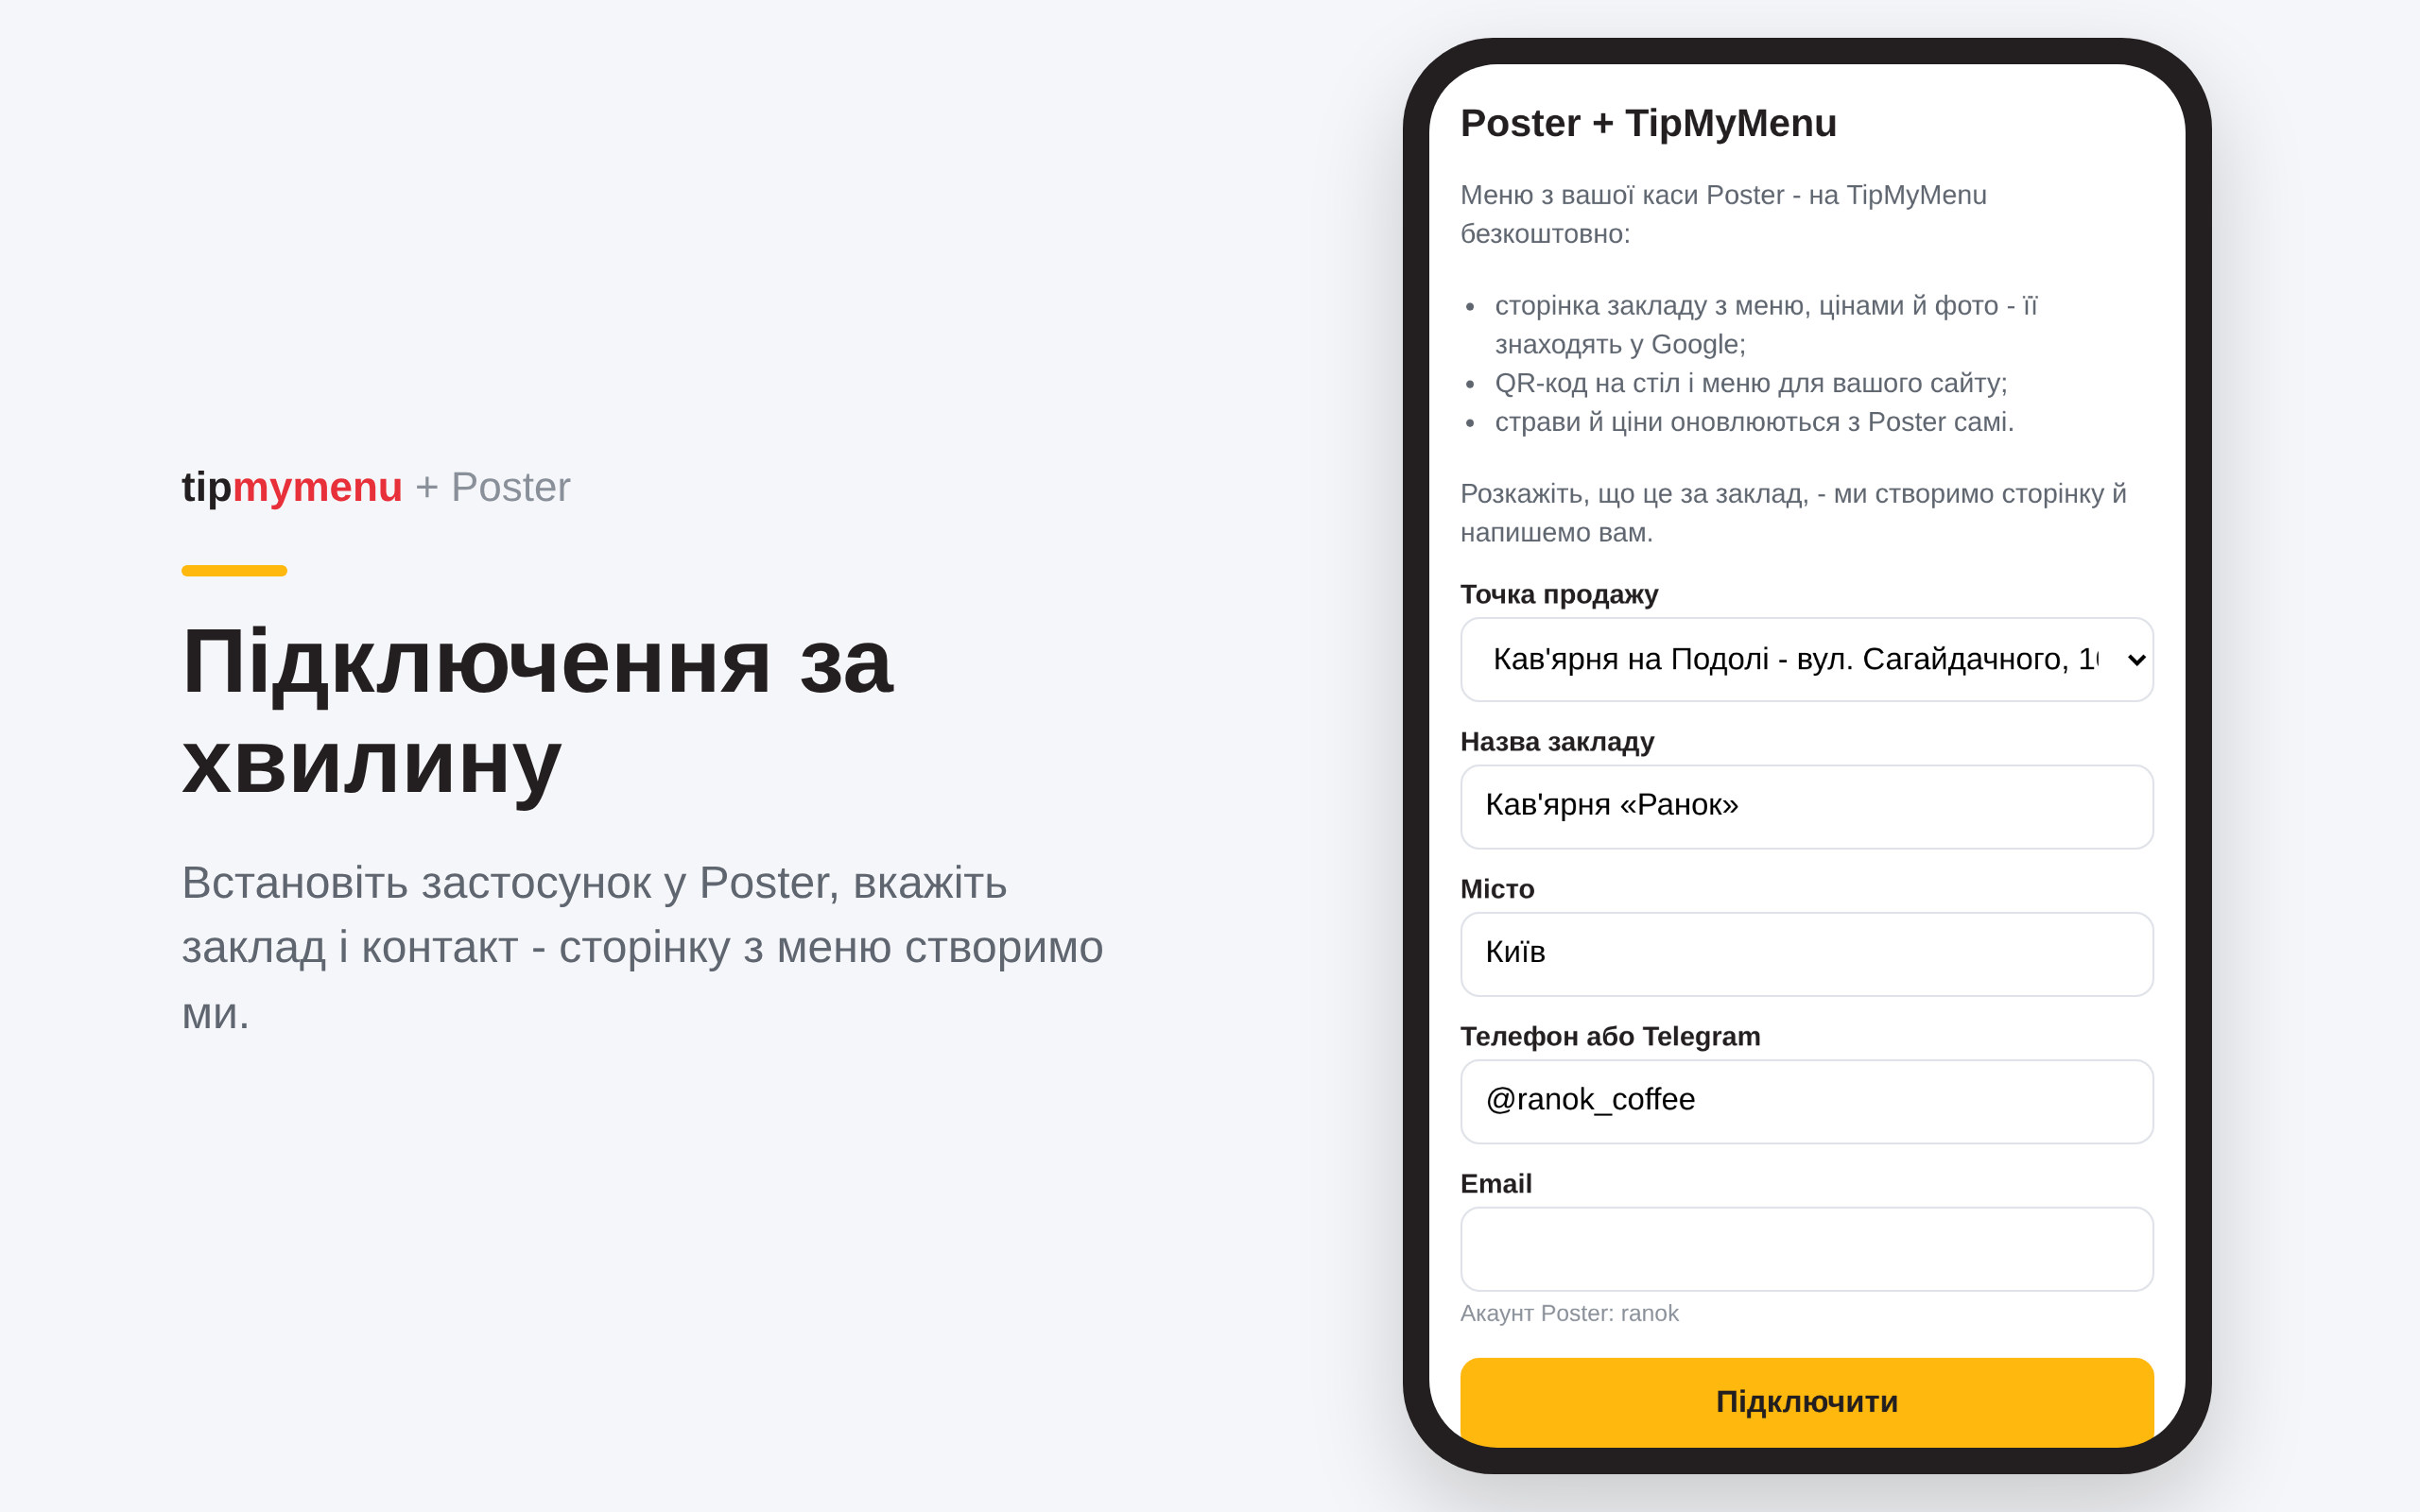 tipmymenu + Poster
Підключення за
хвилину
Встановіть застосунок у Poster, вкажіть
заклад і контакт - сторінку з меню створимо
ми.
Poster + TipMyMenu
Меню з вашої каси Poster - на TipMyMenu
безкоштовно:
• сторінка закладу з меню, цінами й фото - її
знаходять у Google;
• QR-код на стіл і меню для вашого сайту;
• страви й ціни оновлюються з Poster самі.
Розкажіть, що це за заклад, - ми створимо сторінку й
напишемо вам.
Точка продажу
Кав'ярня на Подолі - вул. Сагайдачного,
Назва закладу
Кав'ярня «Ранок»
Місто
Київ
Телефон або Telegram
@ranok_coffee
Email
Акаунт Poster: ranok
Підключити